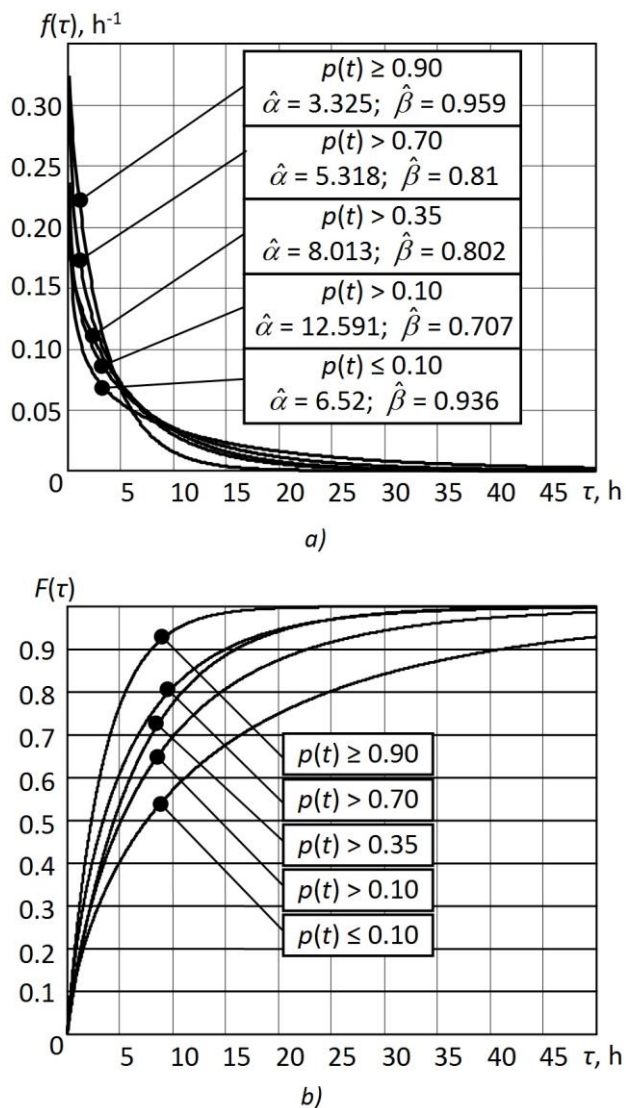 f(τ), h⁻¹
p(t) ≥ 0.90
α̂ = 3.325; β̂ = 0.959
p(t) > 0.70
α̂ = 5.318; β̂ = 0.81
p(t) > 0.35
α̂ = 8.013; β̂ = 0.802
p(t) > 0.10
α̂ = 12.591; β̂ = 0.707
p(t) ≤ 0.10
α̂ = 6.52; β̂ = 0.936
0.30
0.25
0.20
0.15
0.10
0.05
0
5 10 15 20 25 30 35 40 45 τ, h
a)
F(τ)
0.9
0.8
0.7
0.6
0.5
0.4
0.3
0.2
0.1
0
p(t) ≥ 0.90
p(t) > 0.70
p(t) > 0.35
p(t) > 0.10
p(t) ≤ 0.10
5 10 15 20 25 30 35 40 45 τ, h
b)